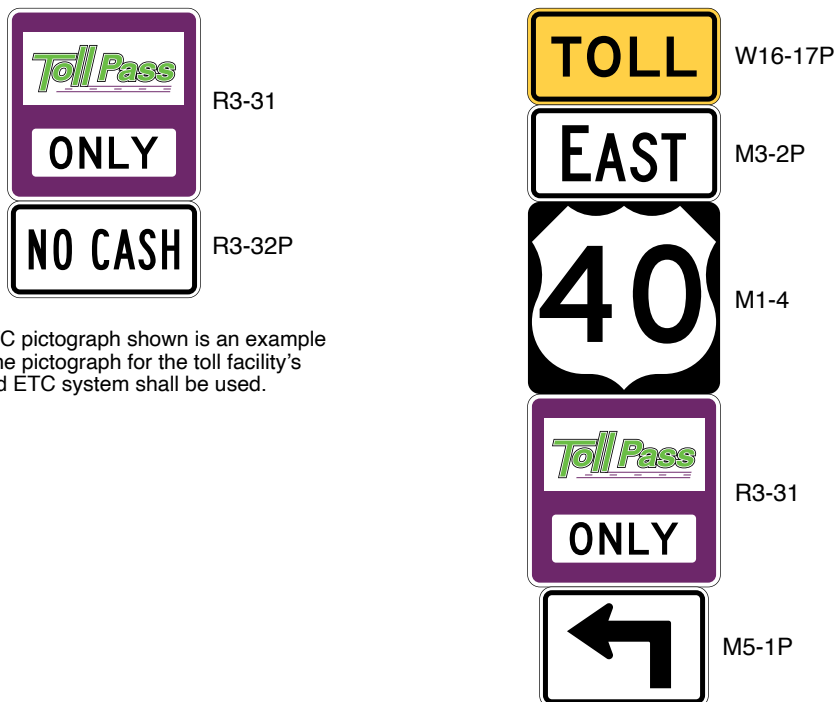 Toll Pass
ONLY
R3-31
NO CASH
R3-32P
C pictograph shown is an example
pictograph for the toll facility's
ETC system shall be used.
TOLL
W16-17P
EAST
M3-2P
40
M1-4
Toll Pass
ONLY
R3-31
M5-1P